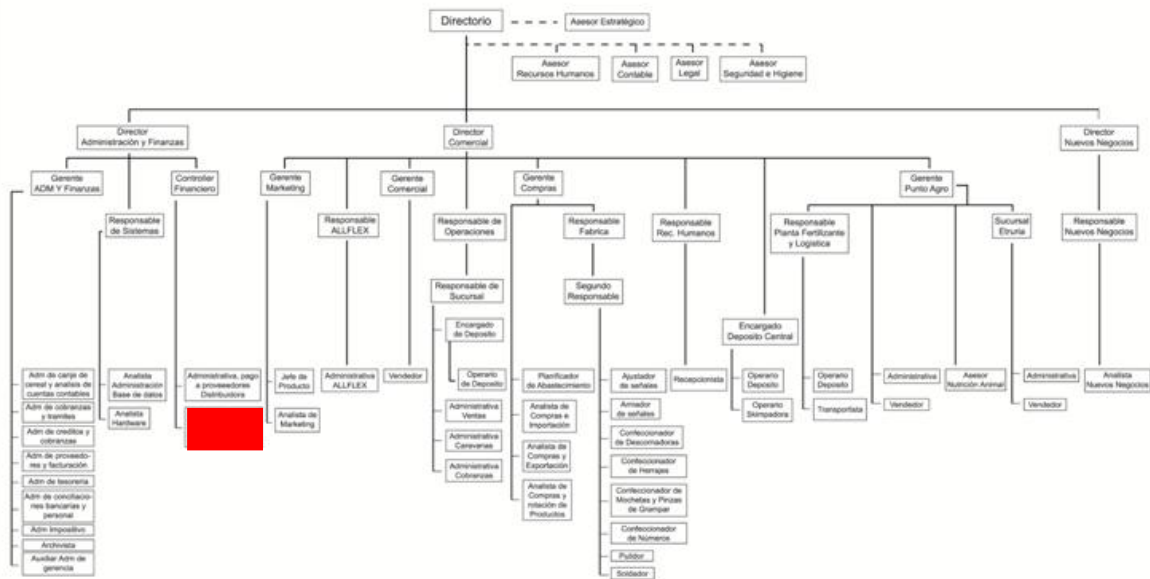 Directorio
Asesor Estratégico
Asesor
Recursos Humanos
Asesor
Contable
Asesor
Legal
Asesor
Seguridad e Higiene
Director
Administración y Finanzas
Director
Comercial
Director
Nuevos Negocios
Gerente
ADM Y Finanzas
Controller
Financiero
Gerente
Marketing
Gerente
Comercial
Gerente
Compras
Gerente
Punto Agro
Responsable
de Sistemas
Responsable
ALLFLEX
Responsable de
Operaciones
Responsable
Fabrica
Responsable
Rec. Humanos
Responsable
Planta Fertilizante
y Logistica
Sucursal
Etruria
Responsable
Nuevos Negocios
Responsable de
Sucursal
Segundo
Responsable
Encargado
de Deposito
Encargado
Deposito Central
Adm de canje de
cereal y analisis de
cuentas contables
Adm de cobranzas
y tramites
Adm de creditos y
cobranzas
Adm de proveedo-
res y facturación
Adm de tesoreria
Adm de conciliacio-
nes bancarias y
personal
Adm Impositivo
Archivista
Auxiliar Adm de
gerencia
Analista
Administración
Base de datos
Analista
Hardware
Administrativa, pago
a proveedores
Distribuidora
Jefe de
Producto
Analista de
Marketing
Administrativa
ALLFLEX
Vendedor
Operario
de Deposito
Administrativa
Ventas
Administrativa
Caravanas
Administrativa
Cobranzas
Planificador
de Abastecimiento
Analista de
Compras e
Importación
Analista de
Compras y
Exportación
Analista de
Compras y
rotación de
Productos
Ajustador
de señales
Armador
de señales
Confeccionador
de Descornadoras
Confeccionador
de Herrajes
Confeccionador de
Mochetas y Pinzas
de Grampar
Confeccionador
de Números
Pulidor
Soldador
Recepcionista
Operario
Deposito
Operario
Skimpadora
Operario
Deposito
Transportista
Administrativa
Vendedor
Asesor
Nutrición Animal
Administrativa
Vendedor
Analista
Nuevos Negocios